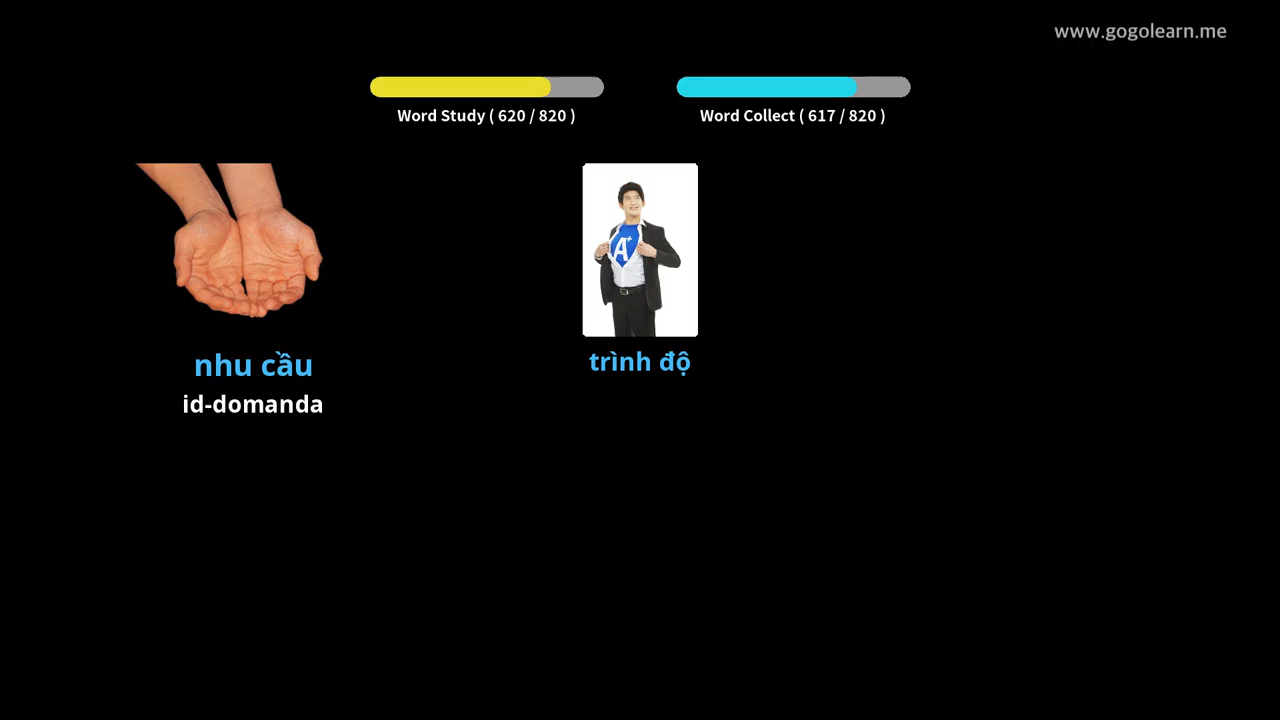 www.gogolearn.me
Word Study ( 620 / 820 )
Word Collect ( 617 / 820 )
A+
nhu cầu
id-domanda
trình độ